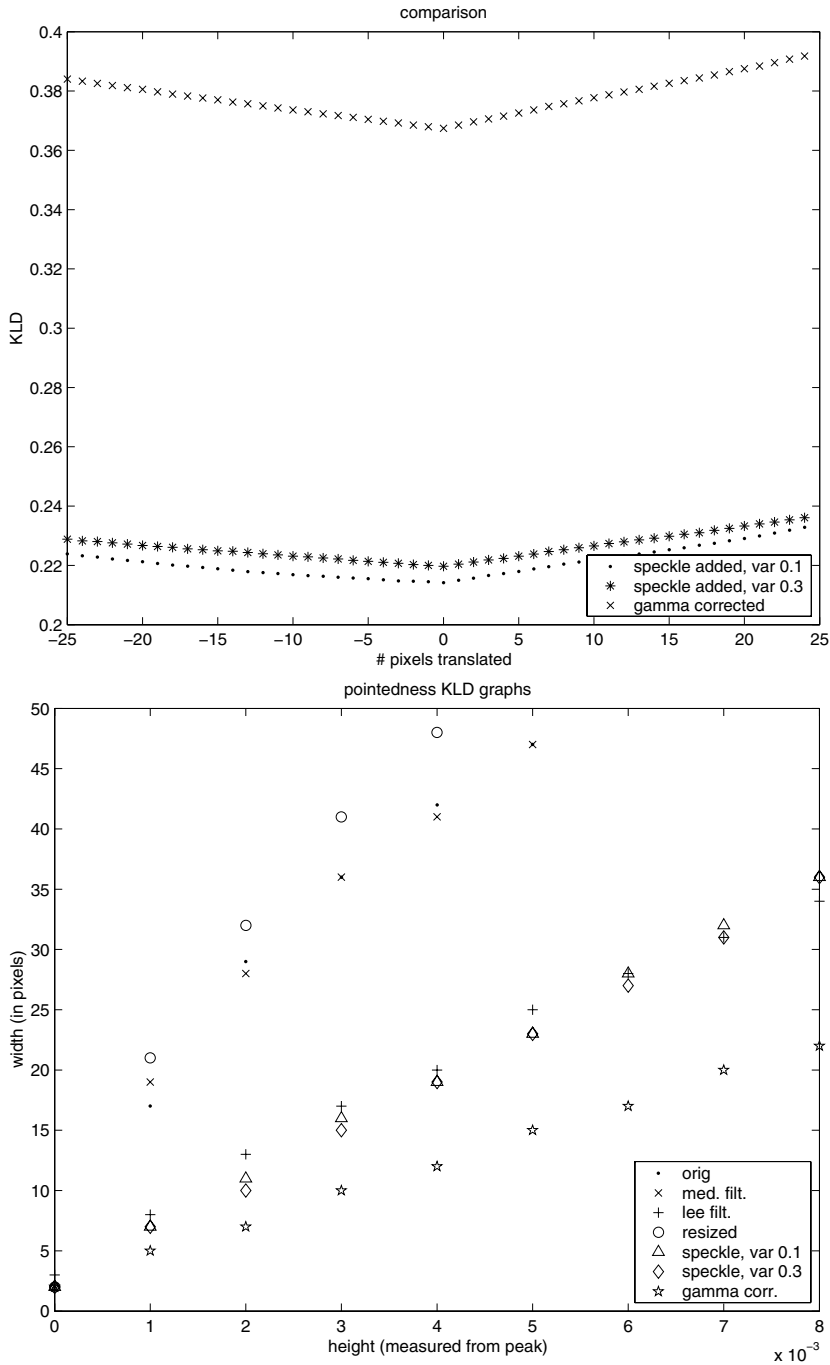 comparison
0.4
0.38
0.36
0.34
0.32
0.3
0.28
0.26
0.24
0.22
0.2
KLD
−25 −20 −15 −10 −5 0 5 10 15 20 25
# pixels translated
speckle added, var 0.1
speckle added, var 0.3
gamma corrected
pointedness KLD graphs
50
45
40
35
30
25
20
15
10
5
0
width (in pixels)
0 1 2 3 4 5 6 7 8
height (measured from peak)
x 10⁻³
orig
med. filt.
lee filt.
resized
speckle, var 0.1
speckle, var 0.3
gamma corr.